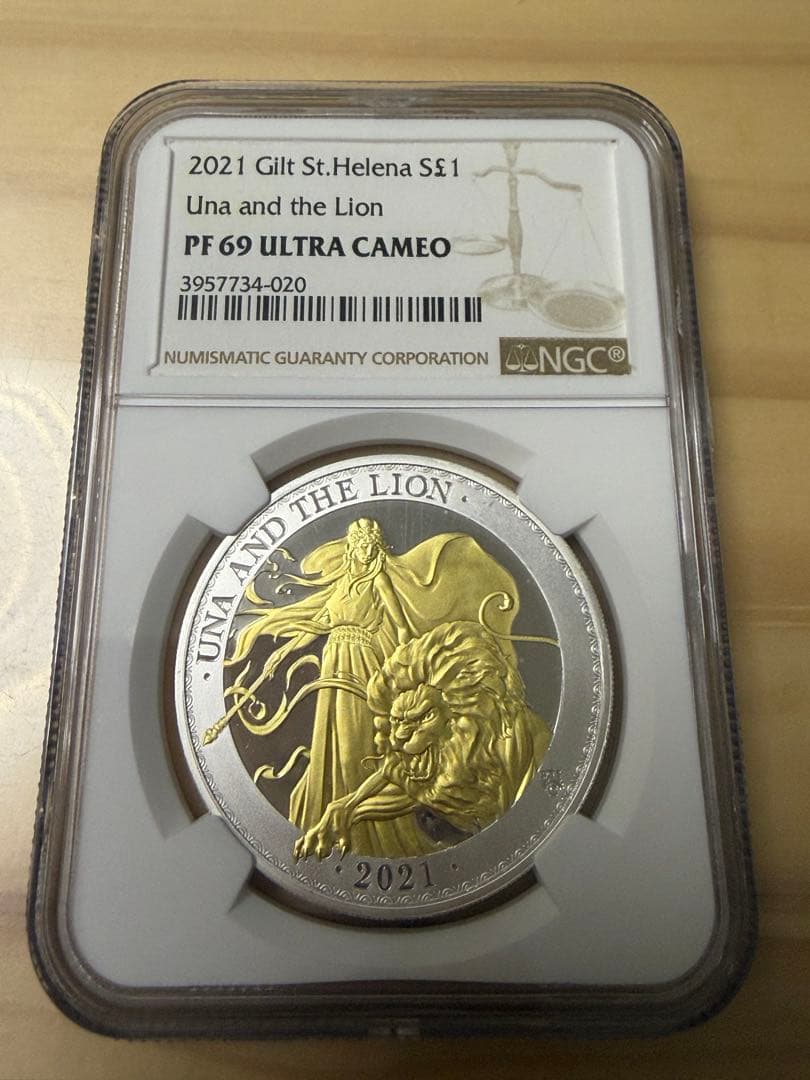 2021 Gilt St.Helena S£1
Una and the Lion
PF 69 ULTRA CAMEO
3957734-020
NUMISMATIC GUARANTY CORPORATION
NGC®
· UNA AND THE LION ·
· 2021 ·